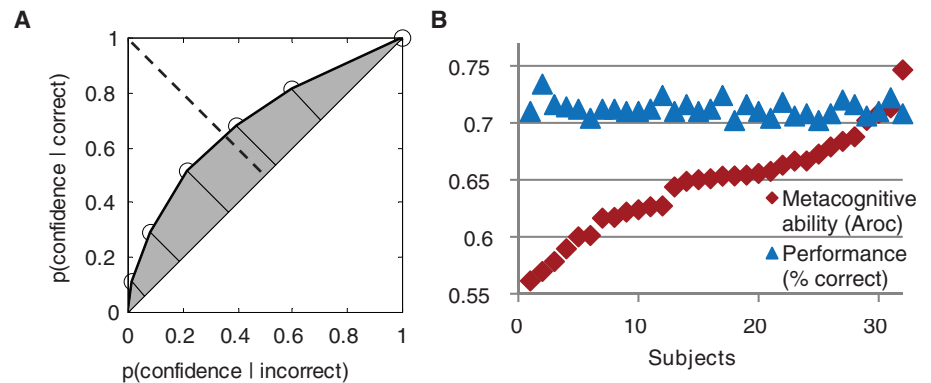 A
1
0.8
0.6
0.4
0.2
0
p(confidence | correct)
0 0.2 0.4 0.6 0.8 1
p(confidence | incorrect)
B
0.75
0.7
0.65
0.6
0.55
Metacognitive
ability (Aroc)
Performance
(% correct)
0 10 20 30
Subjects